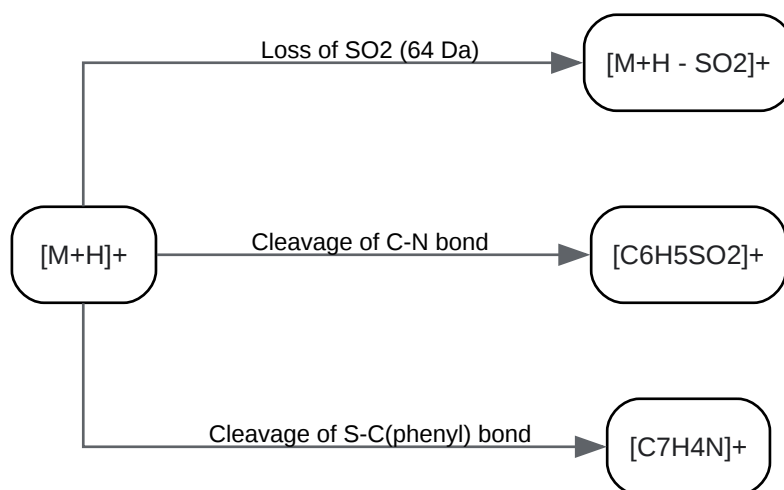 Loss of SO2 (64 Da)
[M+H - SO2]+
[M+H]+
Cleavage of C-N bond
[C6H5SO2]+
Cleavage of S-C(phenyl) bond
[C7H4N]+